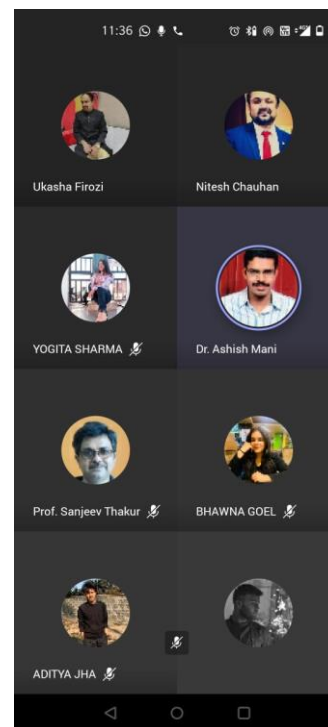 11:36
Ukasha Firozi
Nitesh Chauhan
YOGITA SHARMA
Dr. Ashish Mani
Prof. Sanjeev Thakur
BHAWNA GOEL
ADITYA JHA